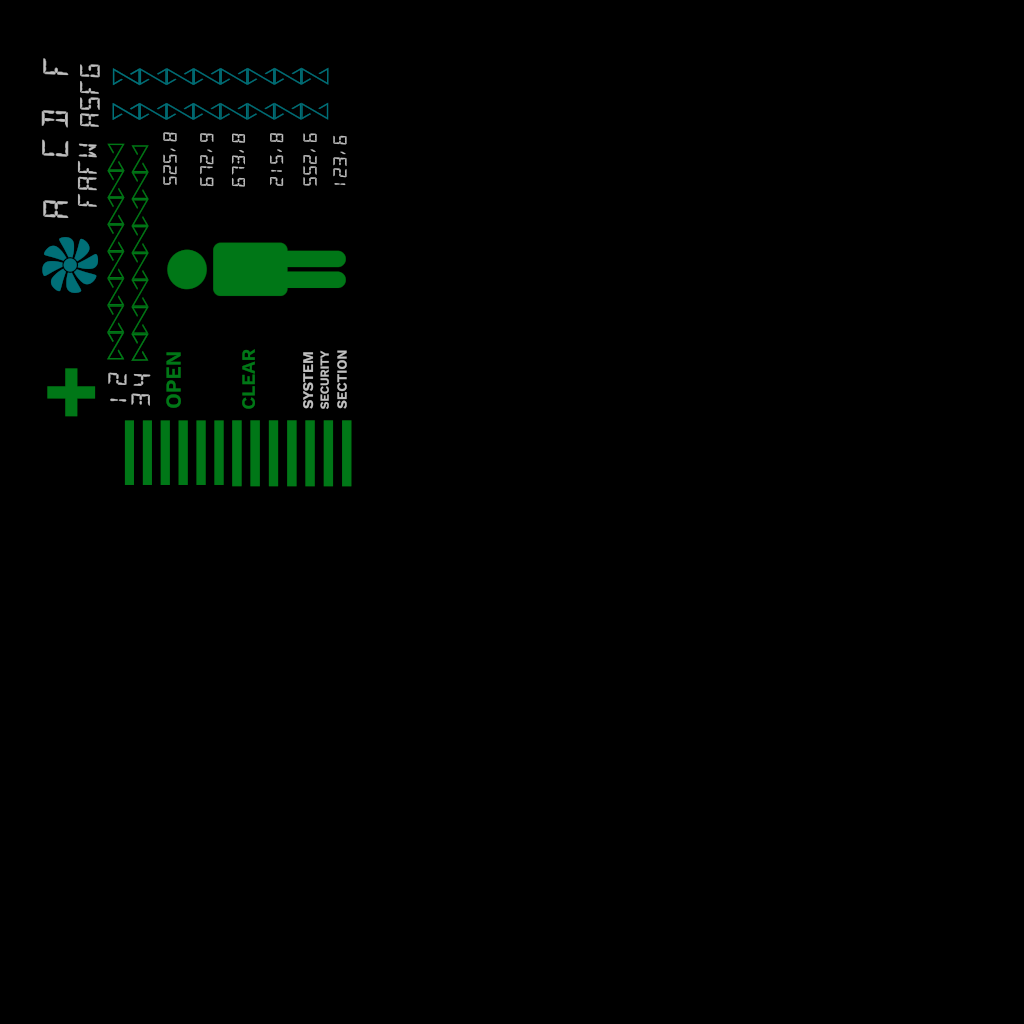 A C D F
FAFW ASFG
12
34
OPEN
525,8
672,9
673,8
CLEAR
215,8
SYSTEM
SECURITY
SECTION
552,6
123,6